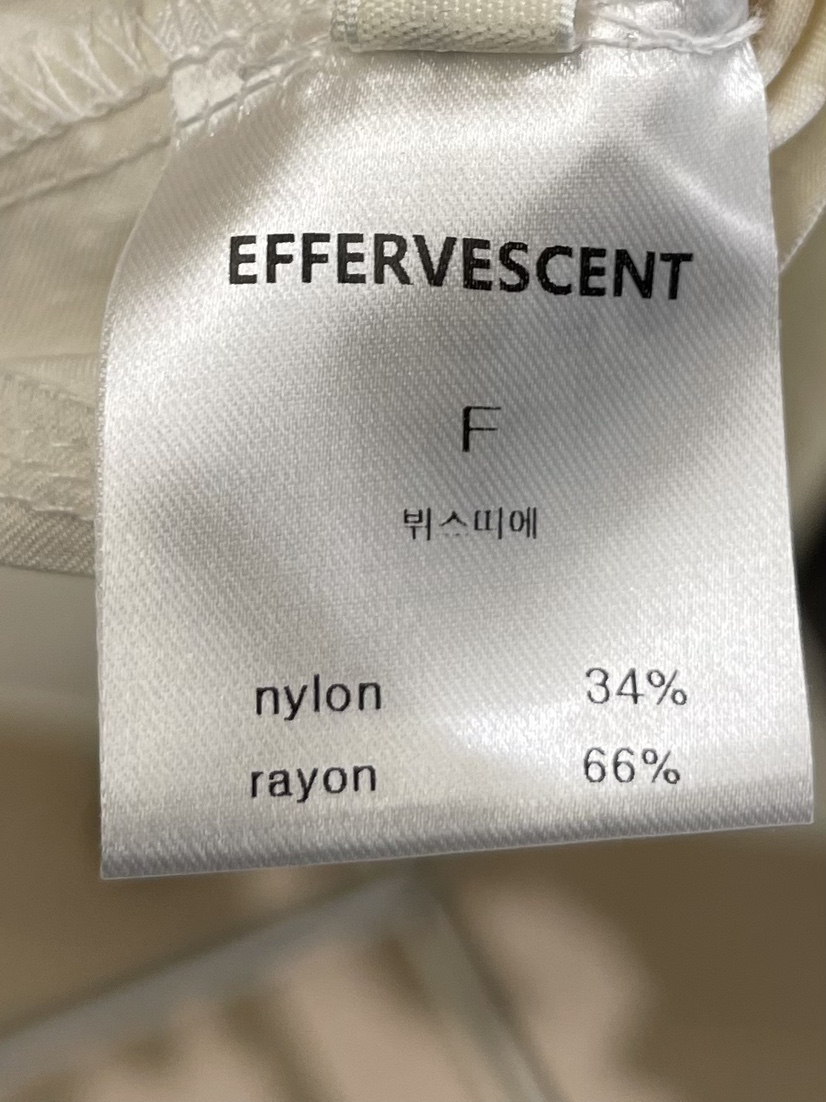 EFFERVESCENT
F
뷔스띠에
nylon 34%
rayon 66%